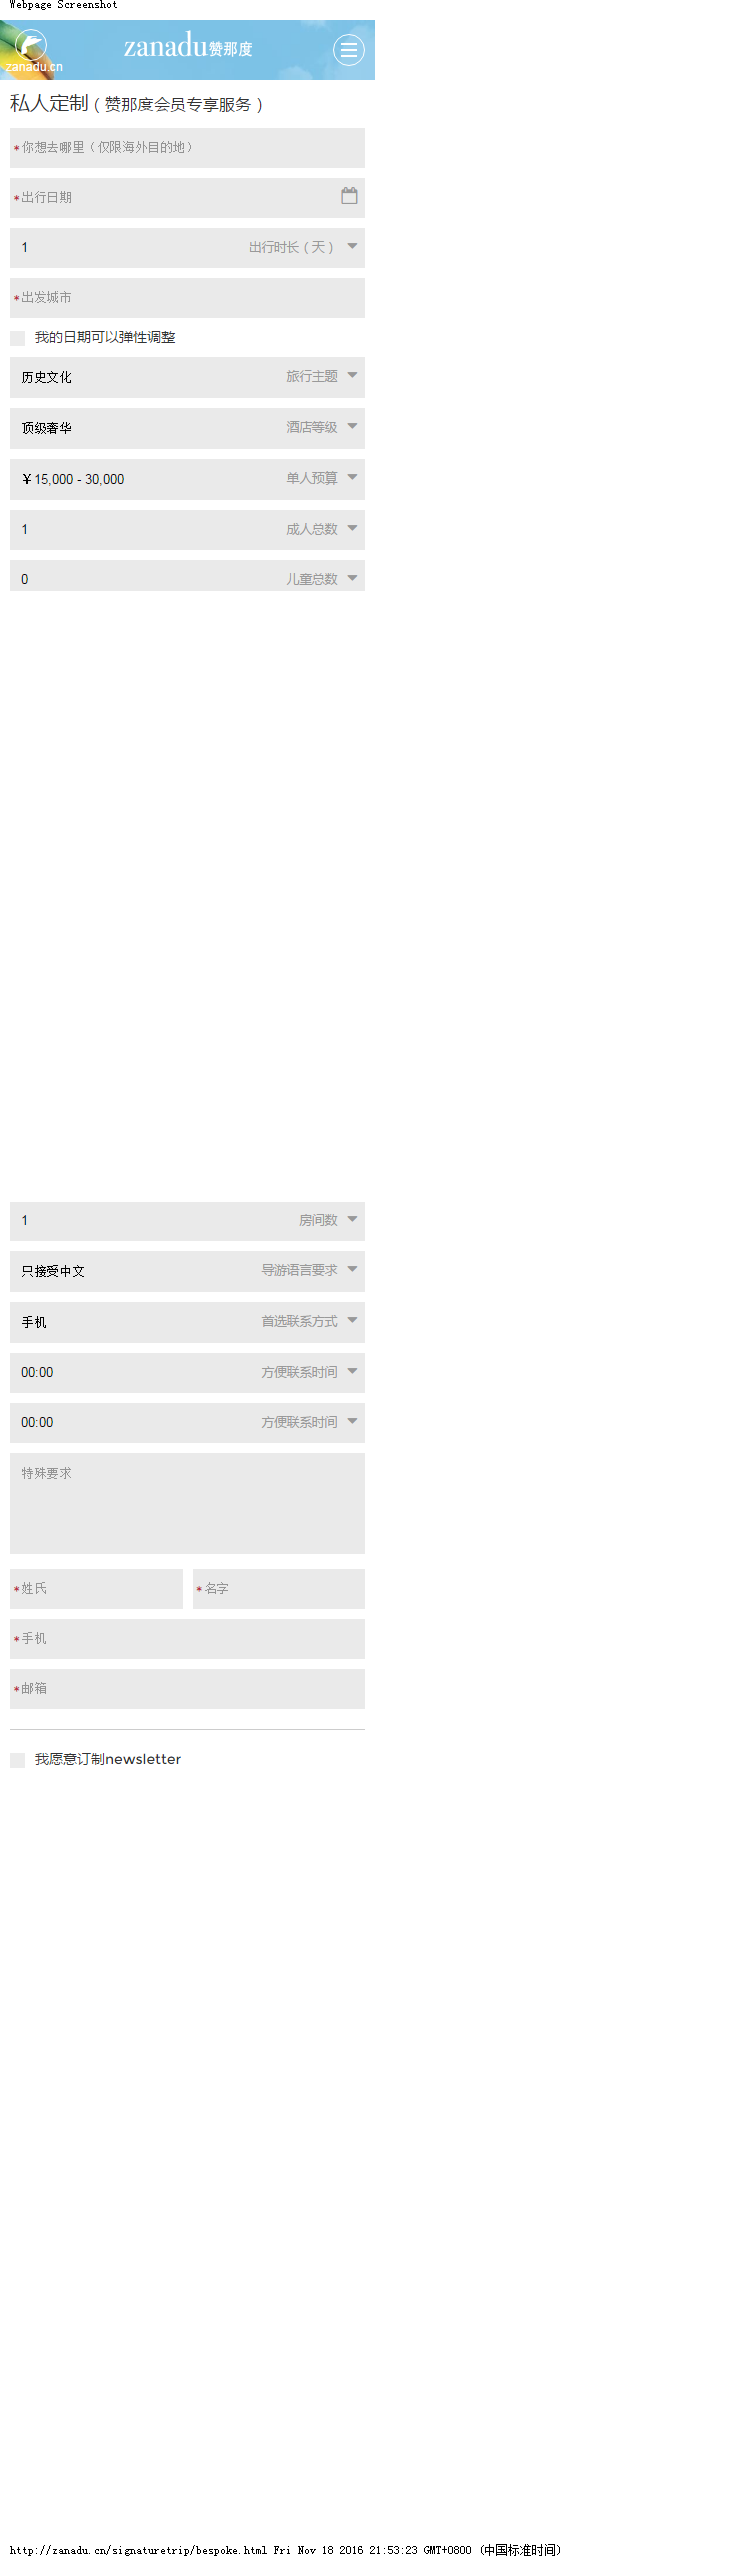 Webpage Screenshot
zanadu赞那度
zanadu.cn
私人定制（赞那度会员专享服务）
*你想去哪里（仅限海外目的地）
*出行日期
1 出行时长（天）
*出发城市
我的日期可以弹性调整
历史文化 旅行主题
顶级奢华 酒店等级
￥15,000 - 30,000 单人预算
1 成人总数
0 儿童总数
1 房间数
只接受中文 导游语言要求
手机 首选联系方式
00:00 方便联系时间
00:00 方便联系时间
特殊要求
*姓氏 *名字
*手机
*邮箱
我愿意订制newsletter
http://zanadu.cn/signaturetrip/bespoke.html Fri Nov 18 2016 21:53:23 GMT+0800 (中国标准时间)